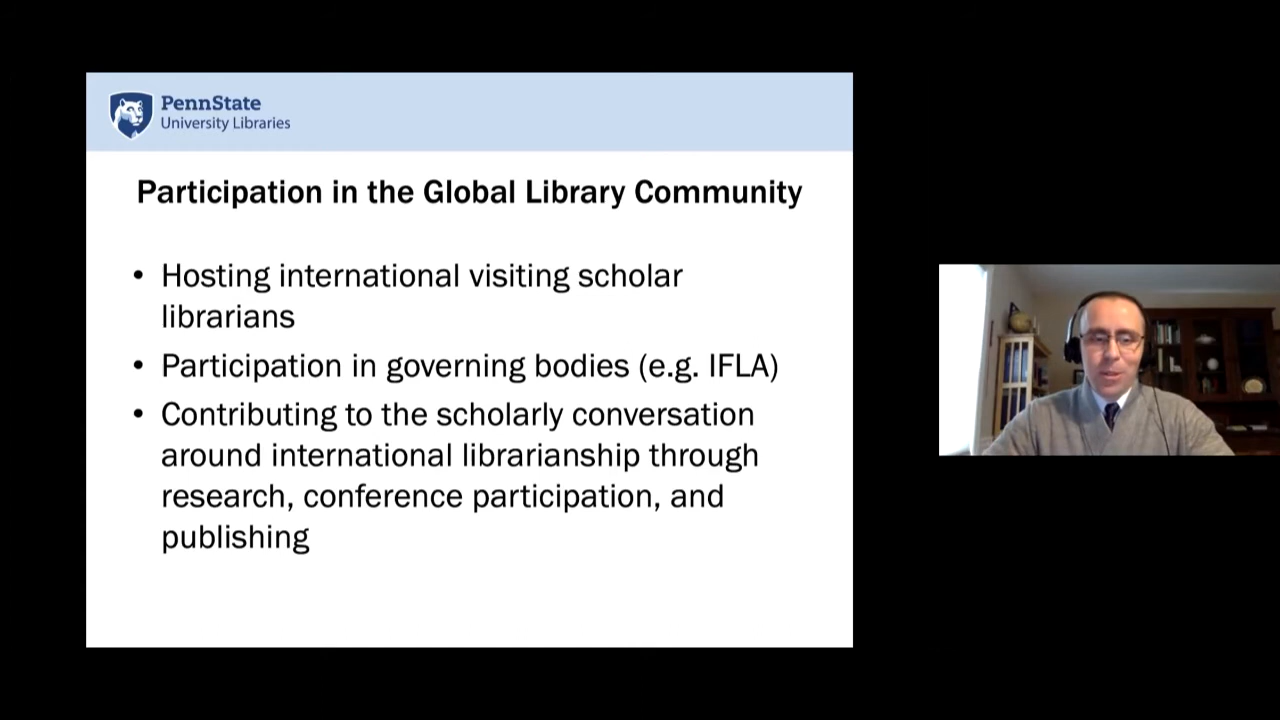 PennState
University Libraries
Participation in the Global Library Community
• Hosting international visiting scholar
librarians
• Participation in governing bodies (e.g. IFLA)
• Contributing to the scholarly conversation
around international librarianship through
research, conference participation, and
publishing